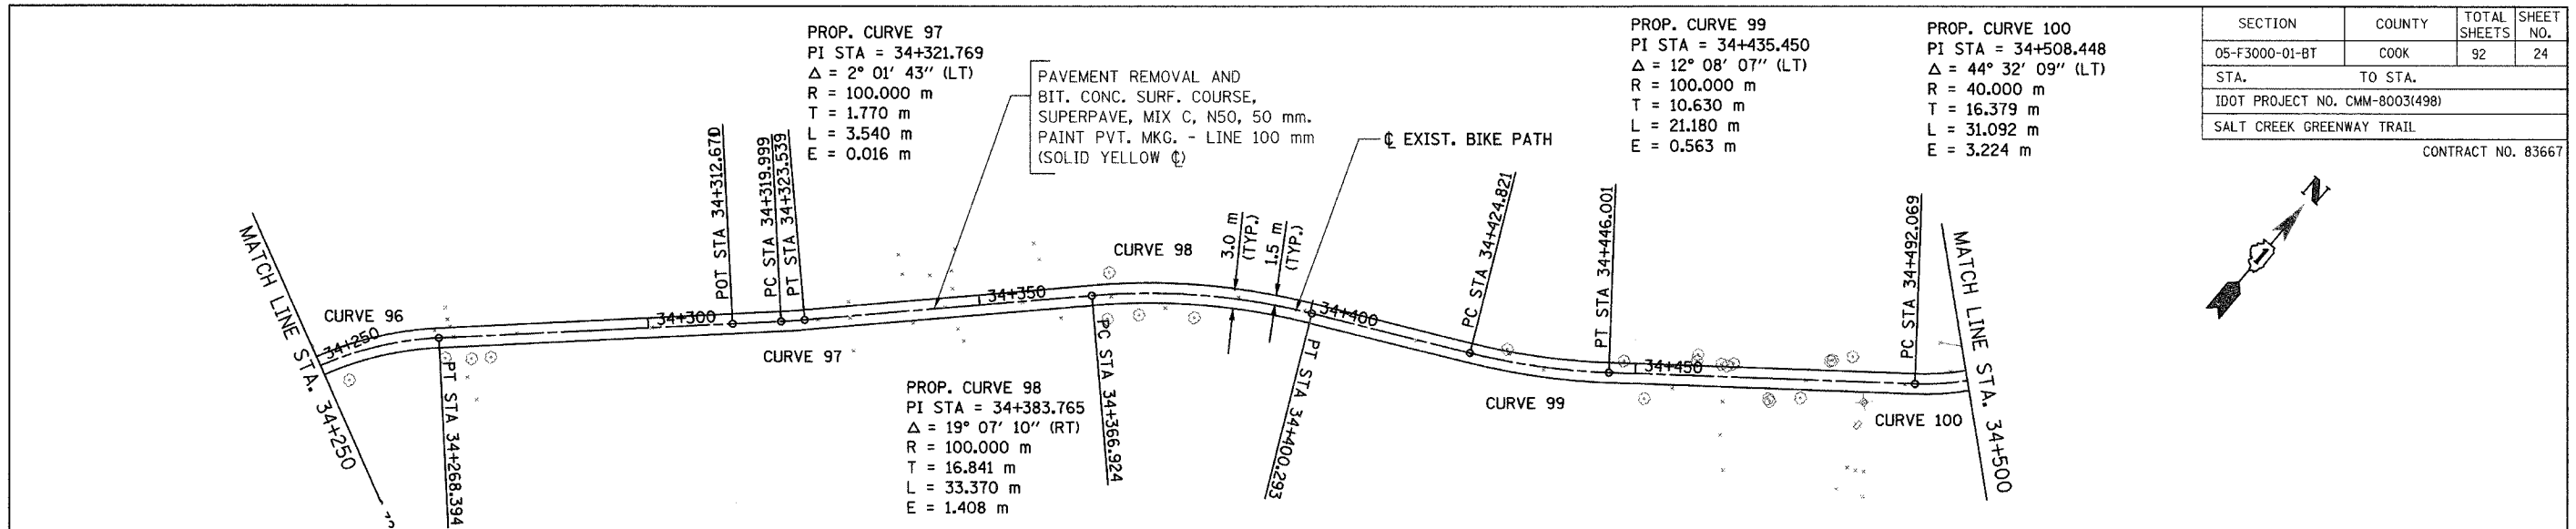 PROP. CURVE 97
PI STA = 34+321.769
Δ = 2° 01' 43" (LT)
R = 100.000 m
T = 1.770 m
L = 3.540 m
E = 0.016 m
PAVEMENT REMOVAL AND
BIT. CONC. SURF. COURSE,
SUPERPAVE, MIX C, N50, 50 mm.
PAINT PVT. MKG. - LINE 100 mm
(SOLID YELLOW ℄)
℄ EXIST. BIKE PATH
PROP. CURVE 99
PI STA = 34+435.450
Δ = 12° 08' 07" (LT)
R = 100.000 m
T = 10.630 m
L = 21.180 m
E = 0.563 m
PROP. CURVE 100
PI STA = 34+508.448
Δ = 44° 32' 09" (LT)
R = 40.000 m
T = 16.379 m
L = 31.092 m
E = 3.224 m
SECTION COUNTY TOTAL SHEETS SHEET NO.
05-F3000-01-BT COOK 92 24
STA. TO STA.
IDOT PROJECT NO. CMM-8003(498)
SALT CREEK GREENWAY TRAIL
CONTRACT NO. 83667
N
1
MATCH LINE STA. 34+250
CURVE 96
34+250
PT STA 34+268.394
34+300
POT STA 34+312.670
PC STA 34+319.999
PT STA 34+323.539
CURVE 97
34+350
PC STA 34+366.924
CURVE 98
3.0 m
(TYP.)
1.5 m
(TYP.)
34+400
PT STA 34+400.293
PC STA 34+424.821
CURVE 99
PT STA 34+446.001
34+450
PC STA 34+492.069
CURVE 100
MATCH LINE STA. 34+500
PROP. CURVE 98
PI STA = 34+383.765
Δ = 19° 07' 10" (RT)
R = 100.000 m
T = 16.841 m
L = 33.370 m
E = 1.408 m